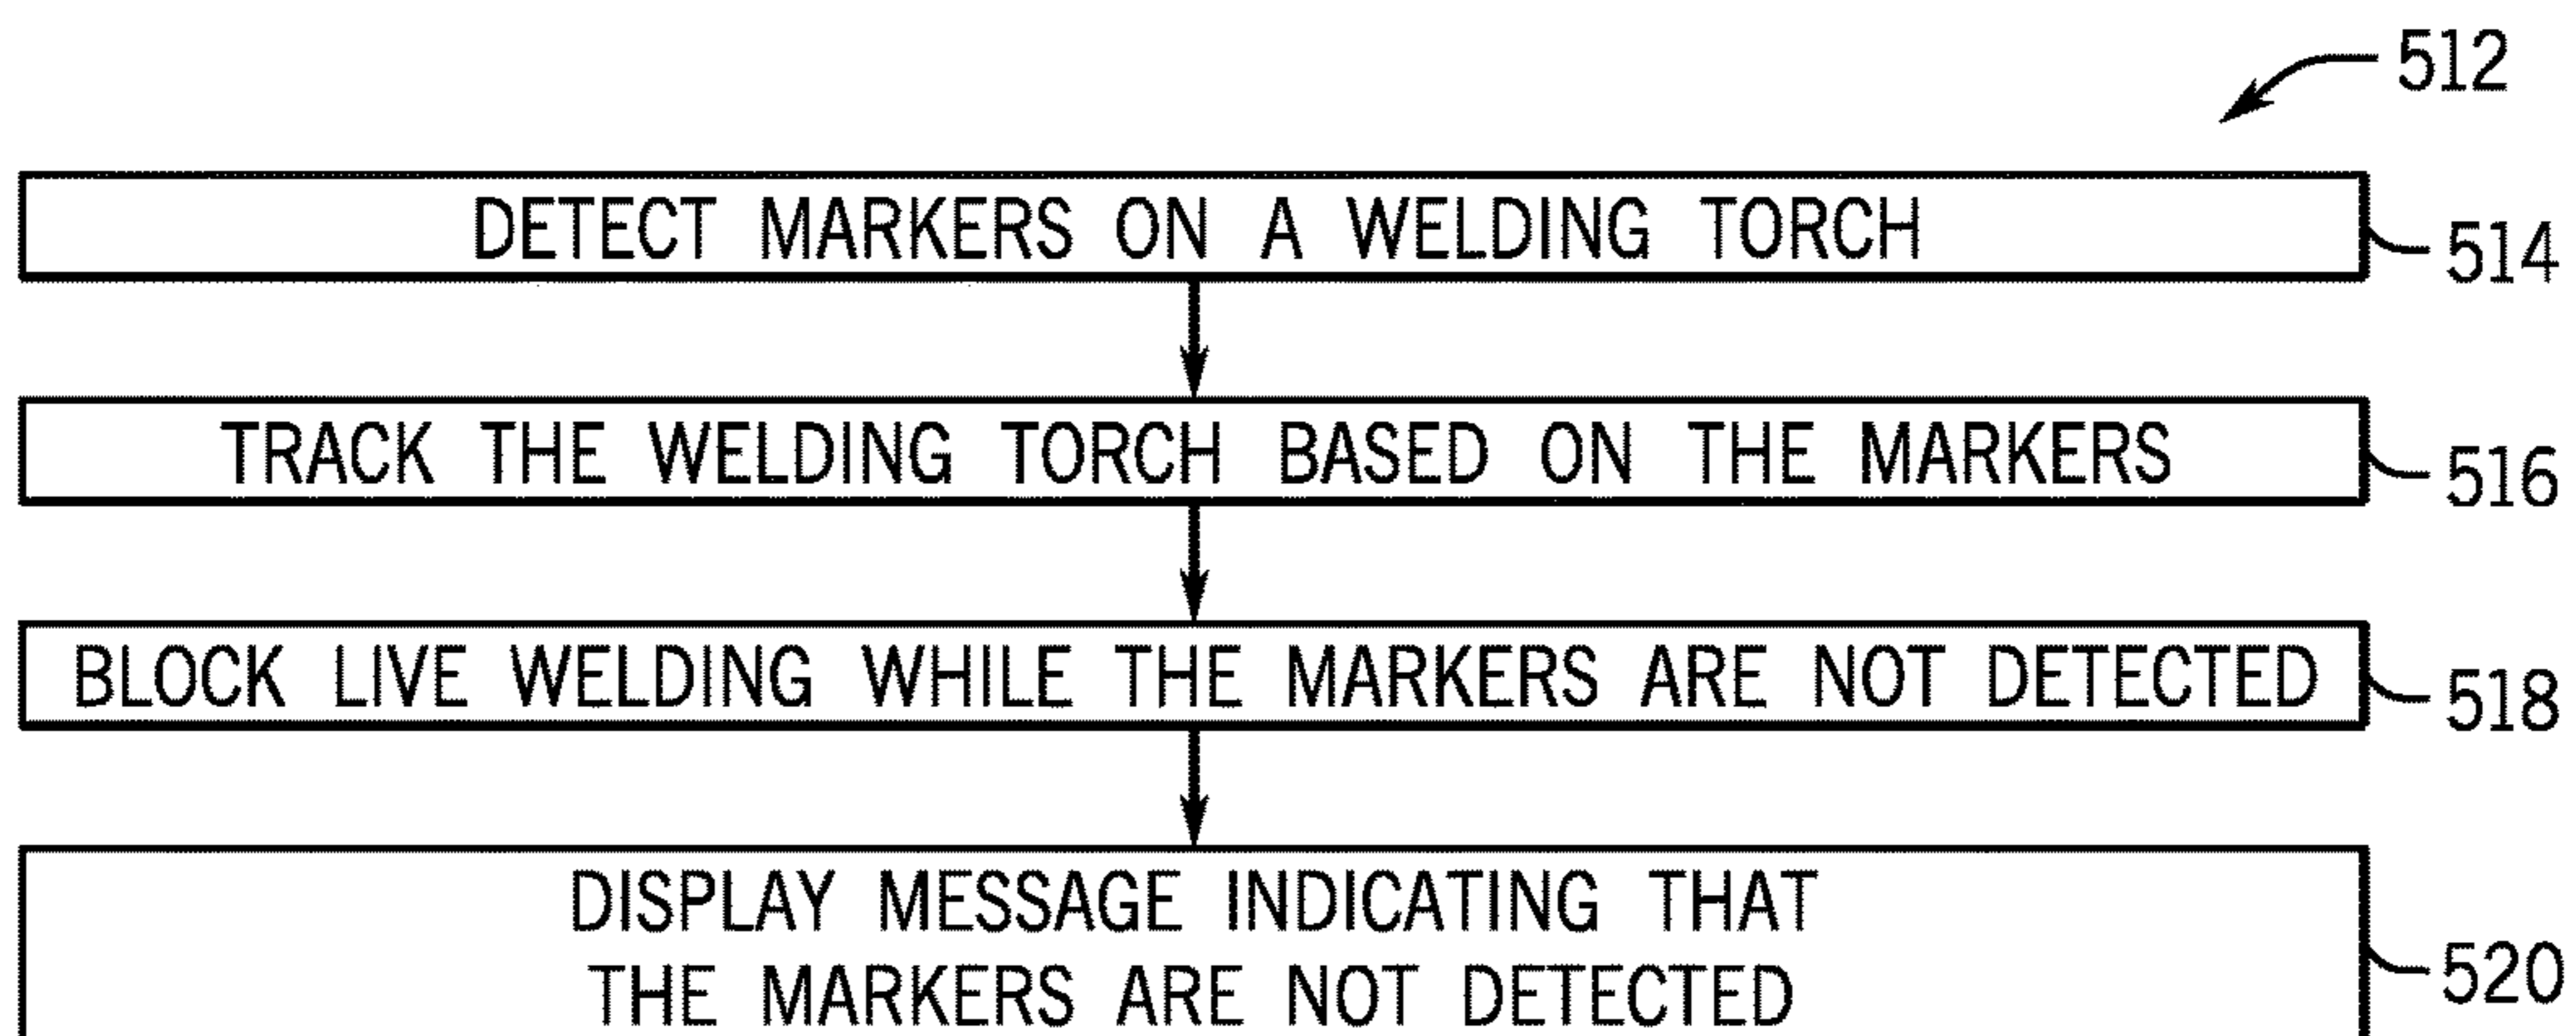 512
DETECT MARKERS ON A WELDING TORCH
514
TRACK THE WELDING TORCH BASED ON THE MARKERS
516
BLOCK LIVE WELDING WHILE THE MARKERS ARE NOT DETECTED
518
DISPLAY MESSAGE INDICATING THAT
THE MARKERS ARE NOT DETECTED
520